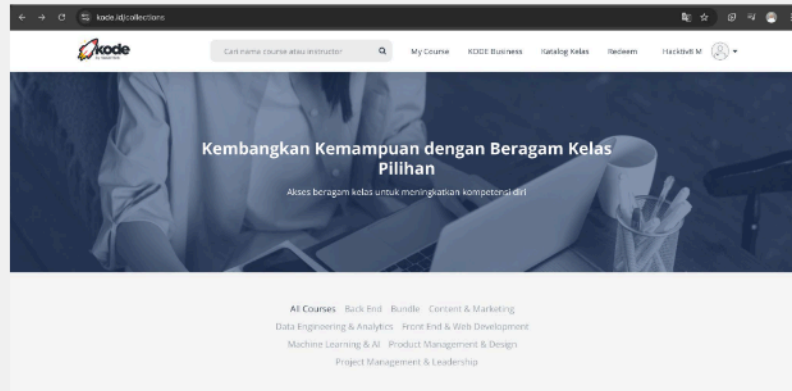 kode.id/collections
kode
Cari nama course atau instructor
My Course KODE Business Katalog Kelas Redeem Hacktiv8 M
Kembangkan Kemampuan dengan Beragam Kelas
Pilihan
Akses beragam kelas untuk meningkatkan kompetensi diri
All Courses Back End Bundle Content & Marketing
Data Engineering & Analytics Front End & Web Development
Machine Learning & AI Product Management & Design
Project Management & Leadership